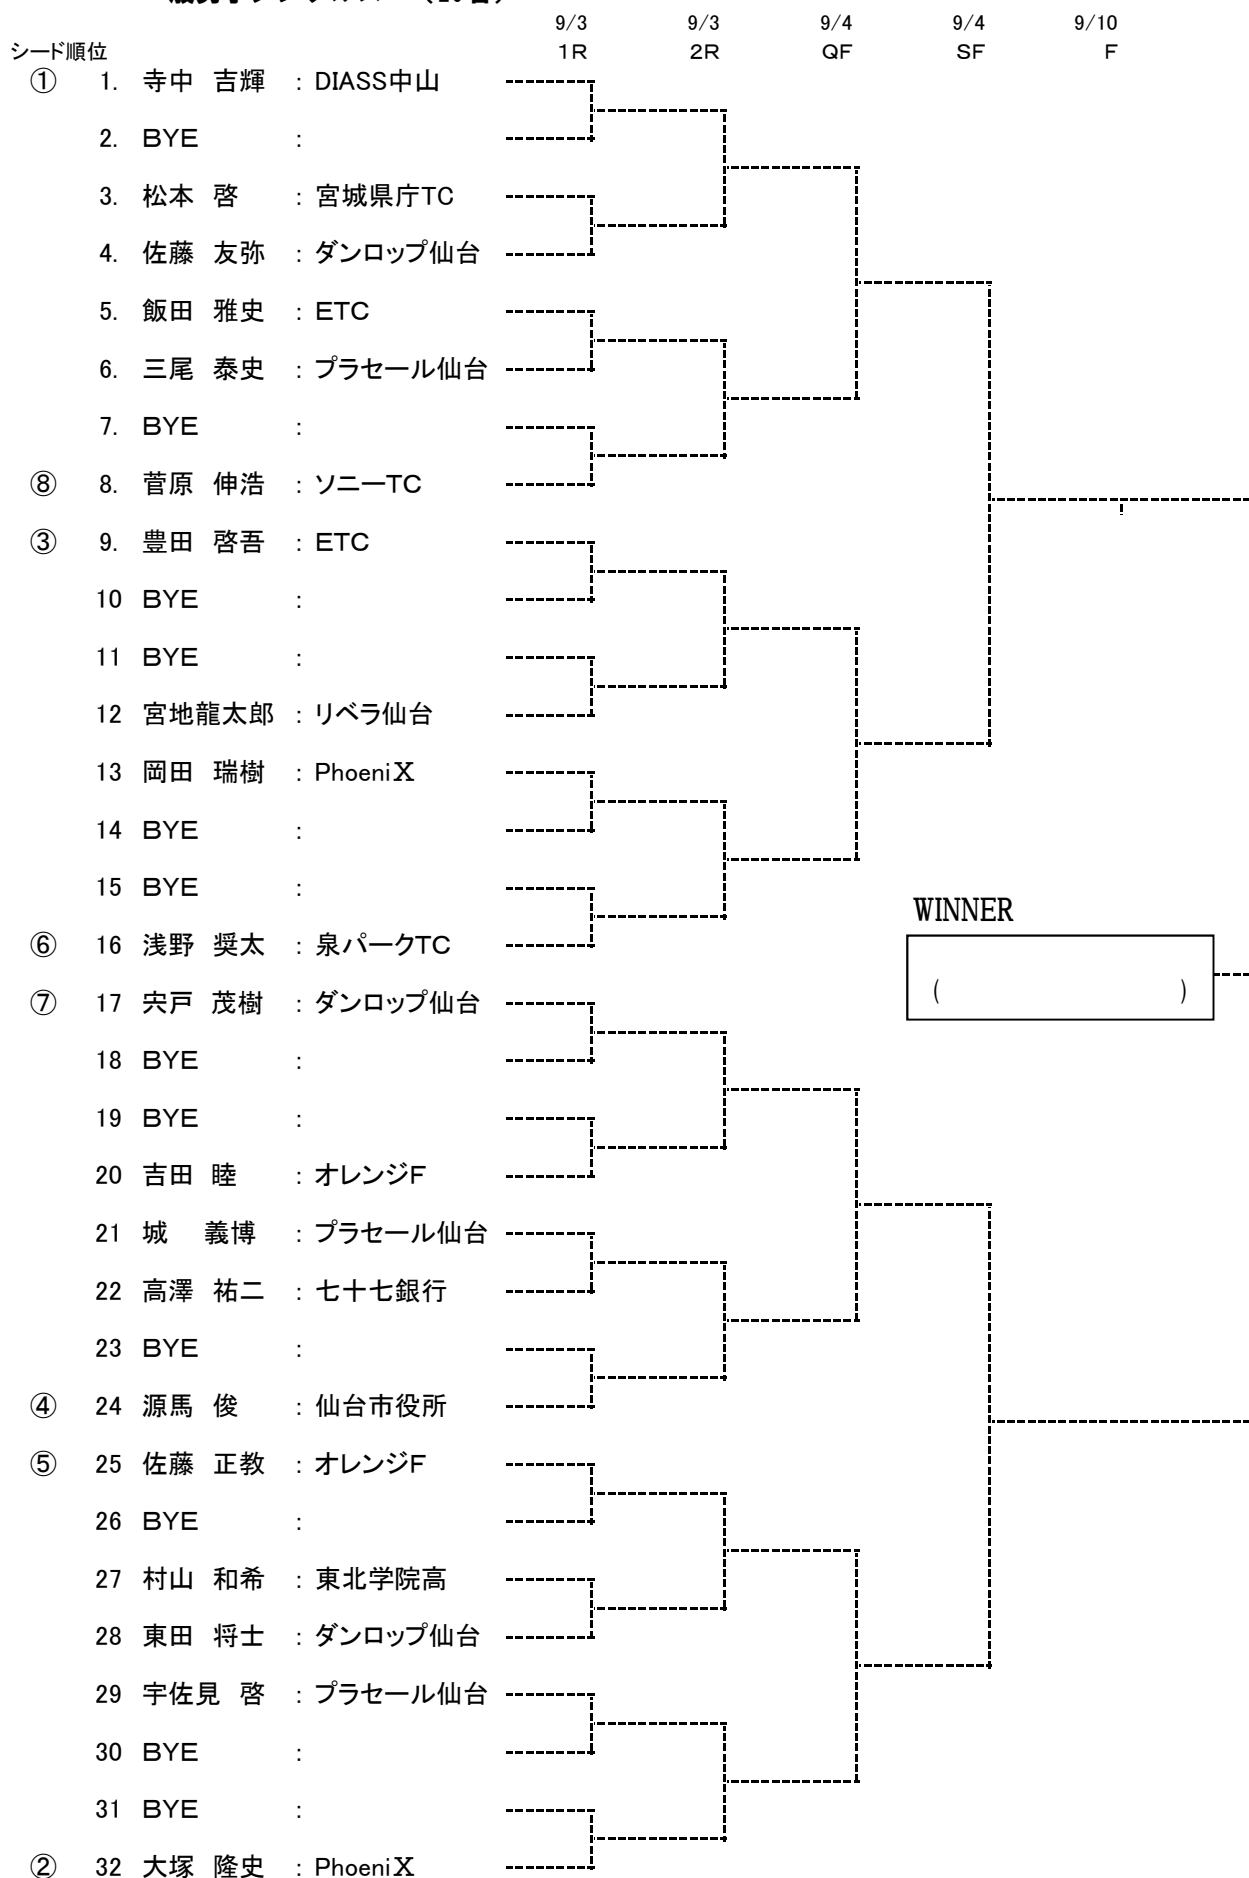 9/3 9/3 9/4 9/4 9/10
シード順位 1R 2R QF SF F
① 1. 寺中 吉輝 : DIASS中山
2. BYE :
3. 松本 啓 : 宮城県庁TC
4. 佐藤 友弥 : ダンロップ仙台
5. 飯田 雅史 : ETC
6. 三尾 泰史 : プラセール仙台
7. BYE :
⑧ 8. 菅原 伸浩 : ソニーTC
③ 9. 豊田 啓吾 : ETC
10 BYE :
11 BYE :
12 宮地龍太郎 : リベラ仙台
13 岡田 瑞樹 : PhoeniX
14 BYE :
15 BYE :
WINNER
⑥ 16 浅野 奨太 : 泉パークTC
( )
⑦ 17 宍戸 茂樹 : ダンロップ仙台
18 BYE :
19 BYE :
20 吉田 睦 : オレンジF
21 城 義博 : プラセール仙台
22 高澤 祐二 : 七十七銀行
23 BYE :
④ 24 源馬 俊 : 仙台市役所
⑤ 25 佐藤 正教 : オレンジF
26 BYE :
27 村山 和希 : 東北学院高
28 東田 将士 : ダンロップ仙台
29 宇佐見 啓 : プラセール仙台
30 BYE :
31 BYE :
② 32 大塚 隆史 : PhoeniX